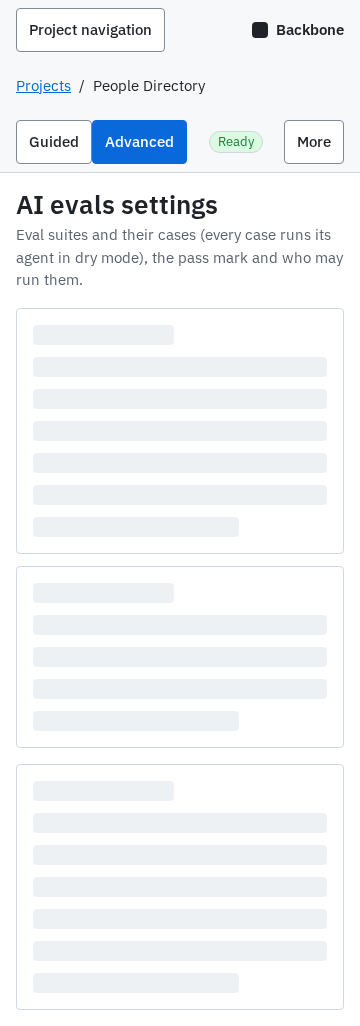 Project navigation
Backbone
Projects / People Directory
Guided
Advanced
Ready
More
AI evals settings
Eval suites and their cases (every case runs its
agent in dry mode), the pass mark and who may
run them.